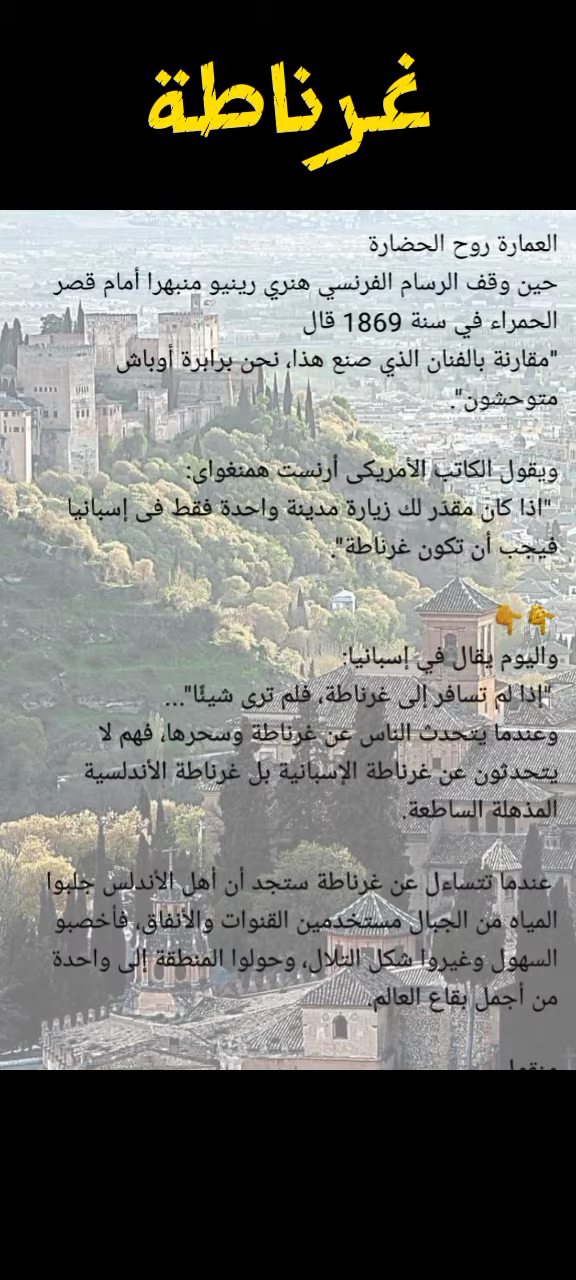 غرناطة
العمارة روح الحضارة
حين وقف الرسام الفرنسي هنري رينيو منبهرا أمام قصر
الحمراء في سنة 1869 قال
"مقارنة بالفنان الذي صنع هذا، نحن برابرة أوباش
متوحشون".
ويقول الكاتب الأمريكى أرنست همنغواى:
"اذا كان مقدَر لك زيارة مدينة واحدة فقط فى إسبانيا
فيجب أن تكون غرناطة".
👇👇
واليوم يقال في إسبانيا:
"إذا لم تسافر إلى غرناطة، فلم ترى شيئًا"...
وعندما يتحدث الناس عن غرناطة وسحرها، فهم لا
يتحدثون عن غرناطة الإسبانية بل غرناطة الأندلسية
المذهلة الساطعة.
عندما تتساءل عن غرناطة ستجد أن أهل الأندلس جلبوا
المياه من الجبال مستخدمين القنوات والأنفاق، فأخصبو
السهول وغيروا شكل التلال، وحولوا المنطقة إلى واحدة
من أجمل بقاع العالم.